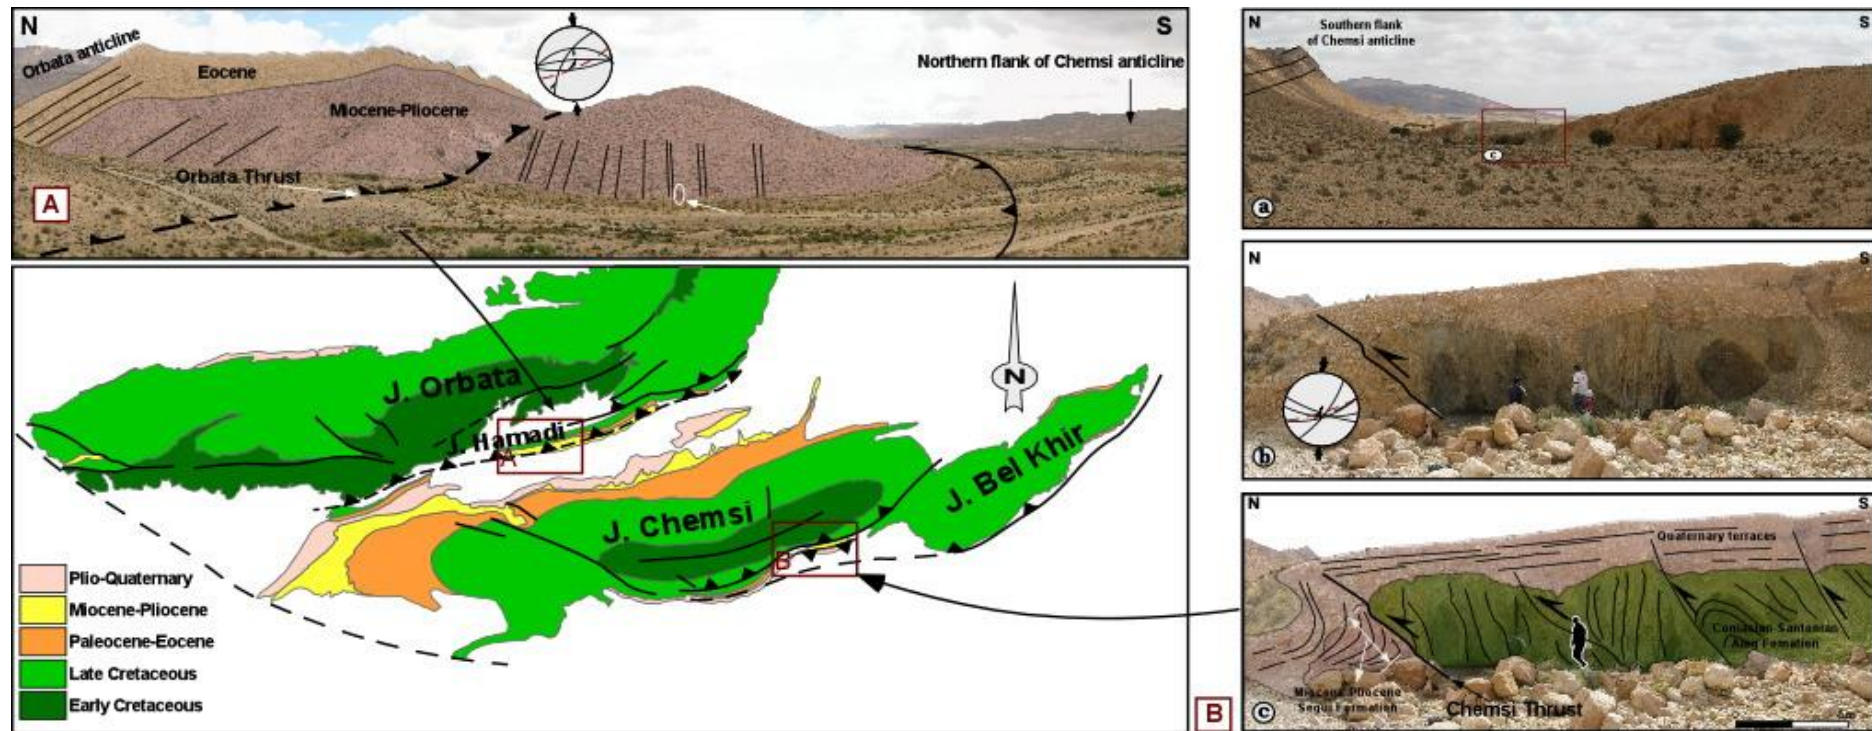 N
S
Orbata anticline
Eocene
Miocene-Pliocene
Northern flank of Chemsi anticline
Orbata Thrust
A
N
J. Orbata
J. Hamadi
A
J. Chemsi
B
J. Bel Khir
Plio-Quaternary
Miocene-Pliocene
Paleocene-Eocene
Late Cretaceous
Early Cretaceous
B
N
S
Southern flank
of Chemsi anticline
c
a
N
S
b
N
S
Quaternary terraces
Coniasian-Santonian
Aleg Formation
Miocene-Pliocene
Segui Formation
Chemsi Thrust
c